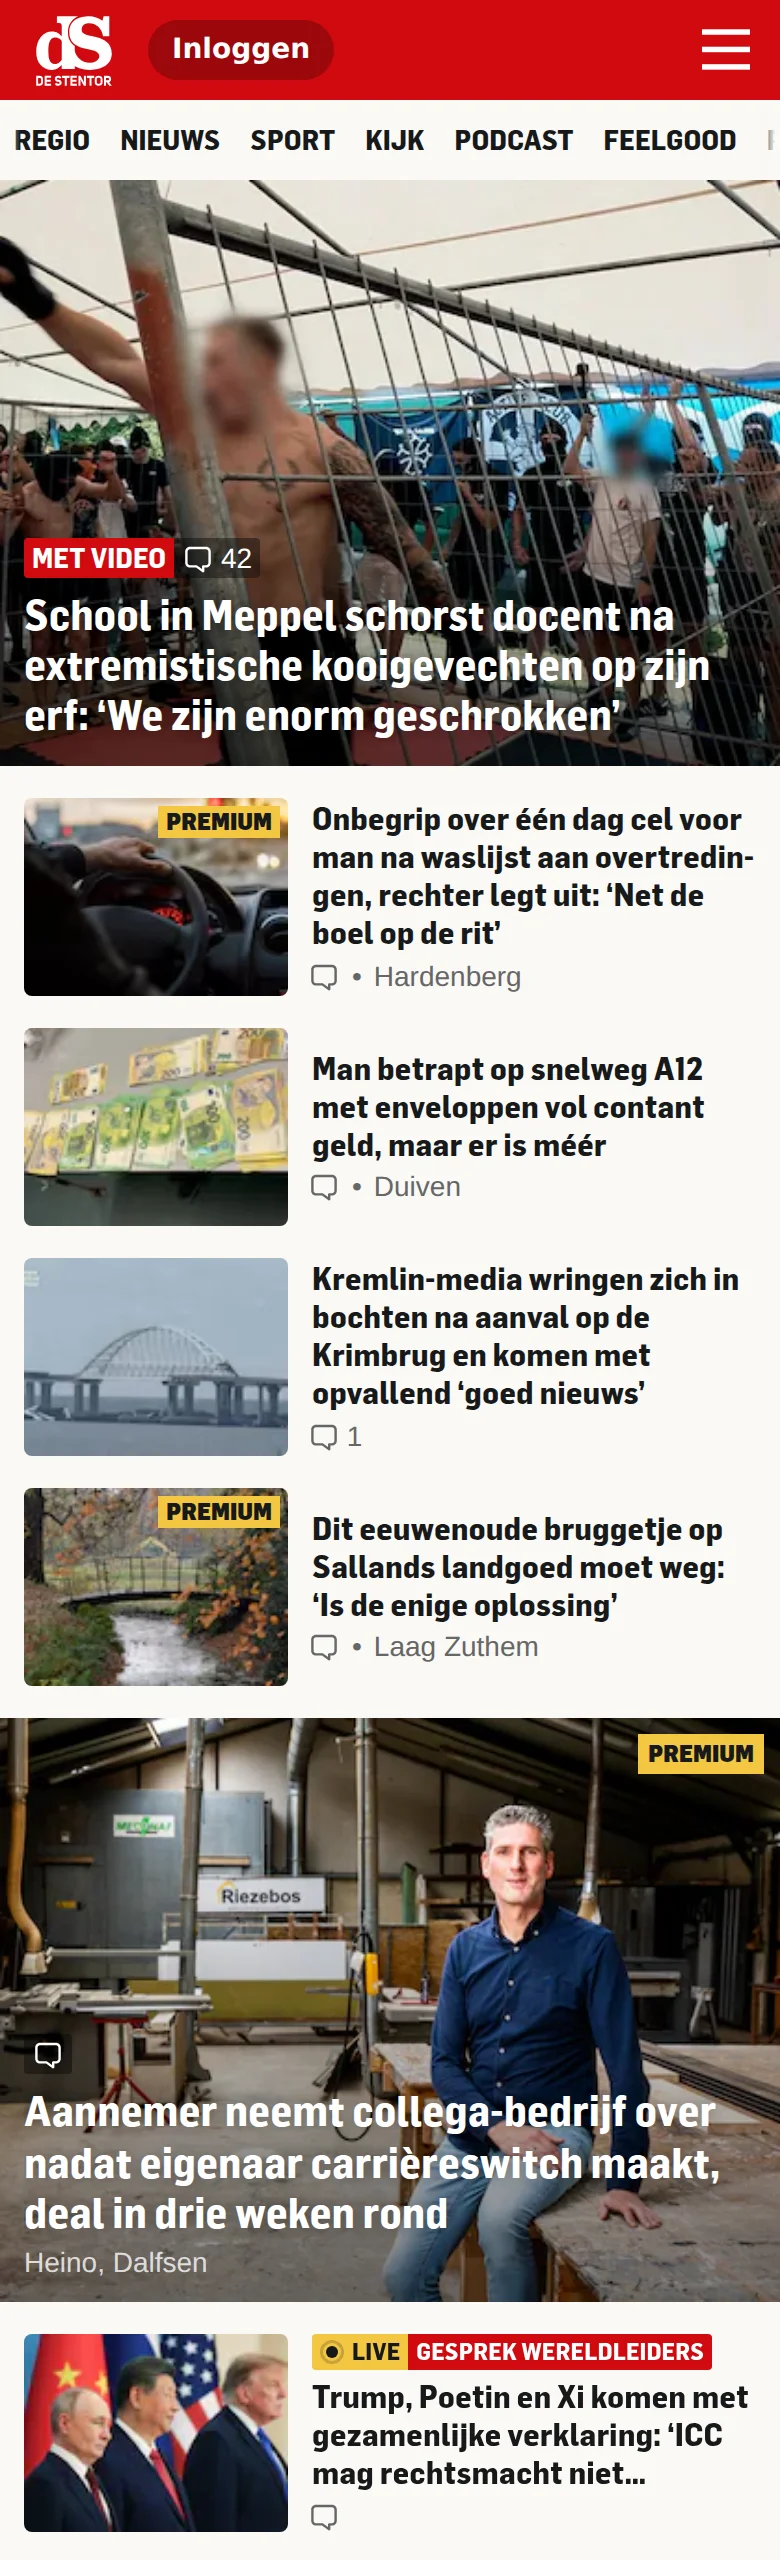 dS
DE STENTOR
Inloggen
REGIO NIEUWS SPORT KIJK PODCAST FEELGOOD
MET VIDEO 42
School in Meppel schorst docent na
extremistische kooigevechten op zijn
erf: ‘We zijn enorm geschrokken’
PREMIUM
Onbegrip over één dag cel voor
man na waslijst aan overtredin-
gen, rechter legt uit: ‘Net de
boel op de rit’
• Hardenberg
Man betrapt op snelweg A12
met enveloppen vol contant
geld, maar er is méér
• Duiven
Kremlin-media wringen zich in
bochten na aanval op de
Krimbrug en komen met
opvallend ‘goed nieuws’
1
PREMIUM
Dit eeuwenoude bruggetje op
Sallands landgoed moet weg:
‘Is de enige oplossing’
• Laag Zuthem
PREMIUM
Riezebos
Aannemer neemt collega-bedrijf over
nadat eigenaar carrièreswitch maakt,
deal in drie weken rond
Heino, Dalfsen
LIVE GESPREK WERELDLEIDERS
Trump, Poetin en Xi komen met
gezamenlijke verklaring: ‘ICC
mag rechtsmacht niet...